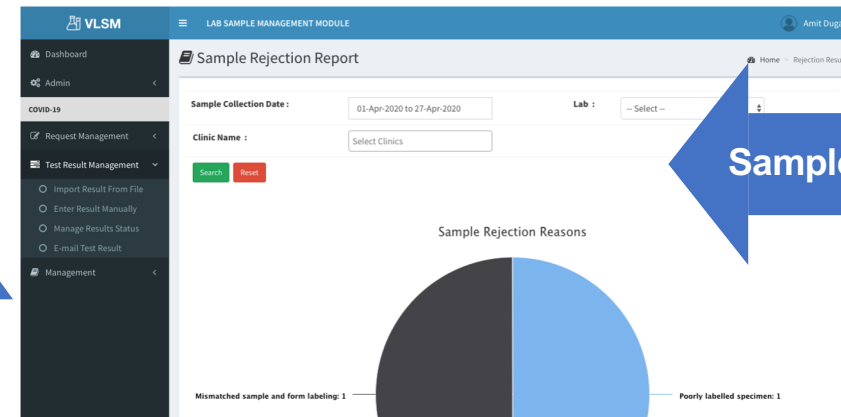 VLSM
LAB SAMPLE MANAGEMENT MODULE
Amit Duga
Dashboard
Admin
COVID-19
Request Management
Test Result Management
Import Result From File
Enter Result Manually
Manage Results Status
E-mail Test Result
Management
Sample Rejection Report
Home > Rejection Resu
Sample Collection Date :
01-Apr-2020 to 27-Apr-2020
Lab :
-- Select --
Clinic Name :
Select Clinics
Search
Reset
Sample
Sample Rejection Reasons
Mismatched sample and form labeling: 1
Poorly labelled specimen: 1